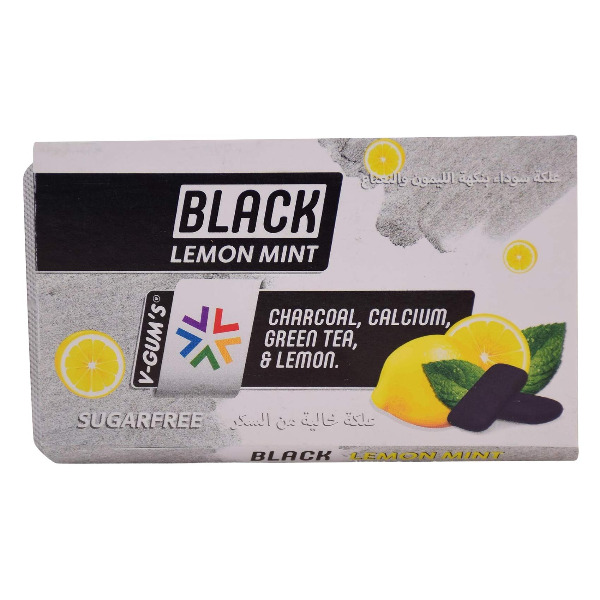 BLACK
LEMON MINT
علكة سوداء بنكهة الليمون والنعناع
V-GUM'S®
CHARCOAL, CALCIUM,
GREEN TEA,
& LEMON.
SUGARFREE
علكة خالية من السكر
BLACK LEMON MINT